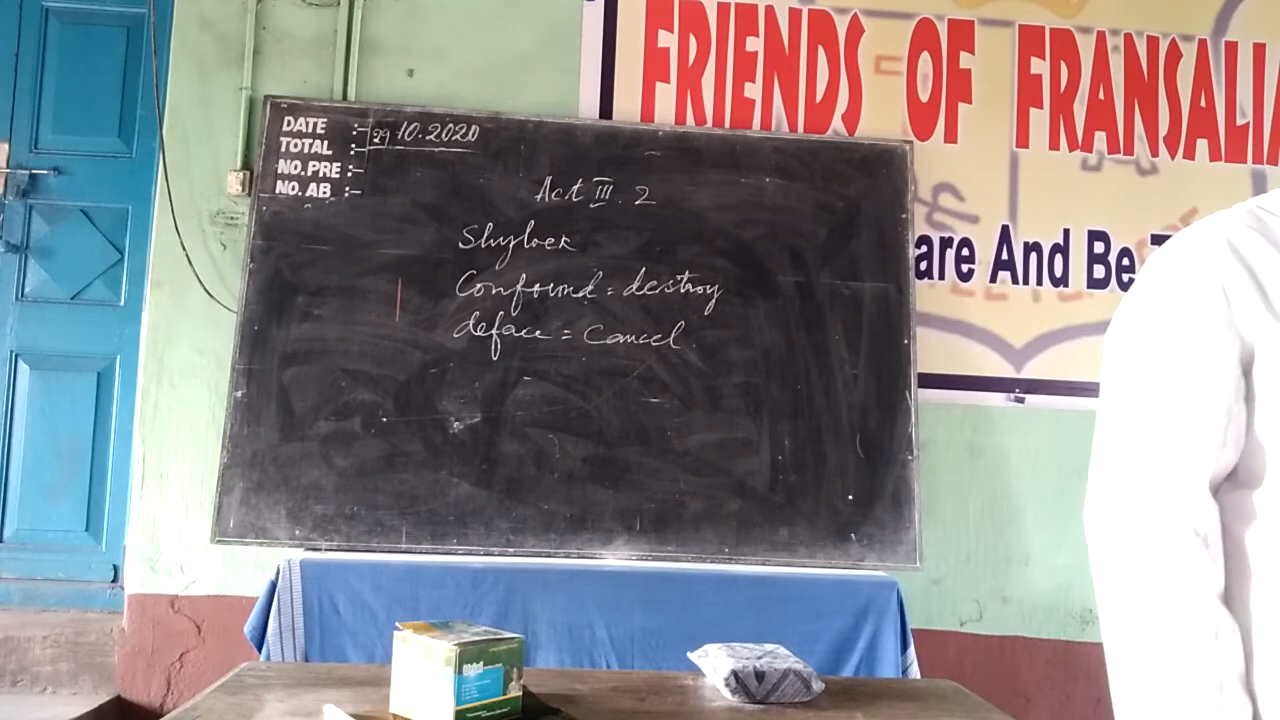 FRIENDS OF FRANSALIA
are And Be
DATE :- 29 10.2020
TOTAL :-
NO.PRE :-
NO. AB :-
Act III. 2
Shylock
Confound = destroy
deface = Cancel.